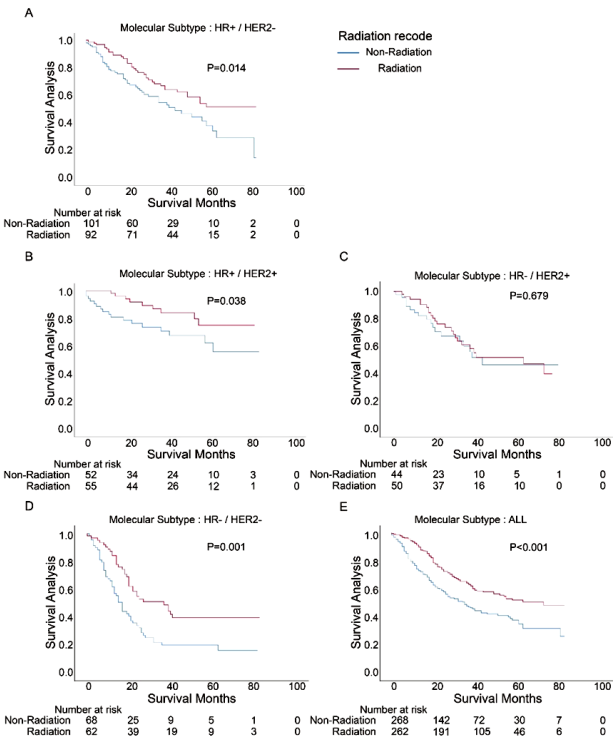 A
Molecular Subtype : HR+ / HER2-
P=0.014
Survival Analysis
1.0
0.8
0.6
0.4
0.2
0.0
0 20 40 60 80 100
Survival Months
Number at risk
Non-Radiation 101 60 29 10 2 0
Radiation 92 71 44 15 2 0
Radiation recode
Non-Radiation
Radiation
B
Molecular Subtype : HR+ / HER2+
P=0.038
Survival Analysis
1.0
0.8
0.6
0.4
0.2
0.0
0 20 40 60 80 100
Survival Months
Number at risk
Non-Radiation 52 34 24 10 3 0
Radiation 55 44 26 12 1 0
C
Molecular Subtype : HR- / HER2+
P=0.679
Survival Analysis
1.0
0.8
0.6
0.4
0.2
0.0
0 20 40 60 80 100
Survival Months
Number at risk
Non-Radiation 44 23 10 5 1 0
Radiation 50 37 16 10 0 0
D
Molecular Subtype : HR- / HER2-
P=0.001
Survival Analysis
1.0
0.8
0.6
0.4
0.2
0.0
0 20 40 60 80 100
Survival Months
Number at risk
Non-Radiation 68 25 9 5 1 0
Radiation 62 39 19 9 3 0
E
Molecular Subtype : ALL
P<0.001
Survival Analysis
1.0
0.8
0.6
0.4
0.2
0.0
0 20 40 60 80 100
Survival Months
Number at risk
Non-Radiation 268 142 72 30 7 0
Radiation 262 191 105 46 6 0